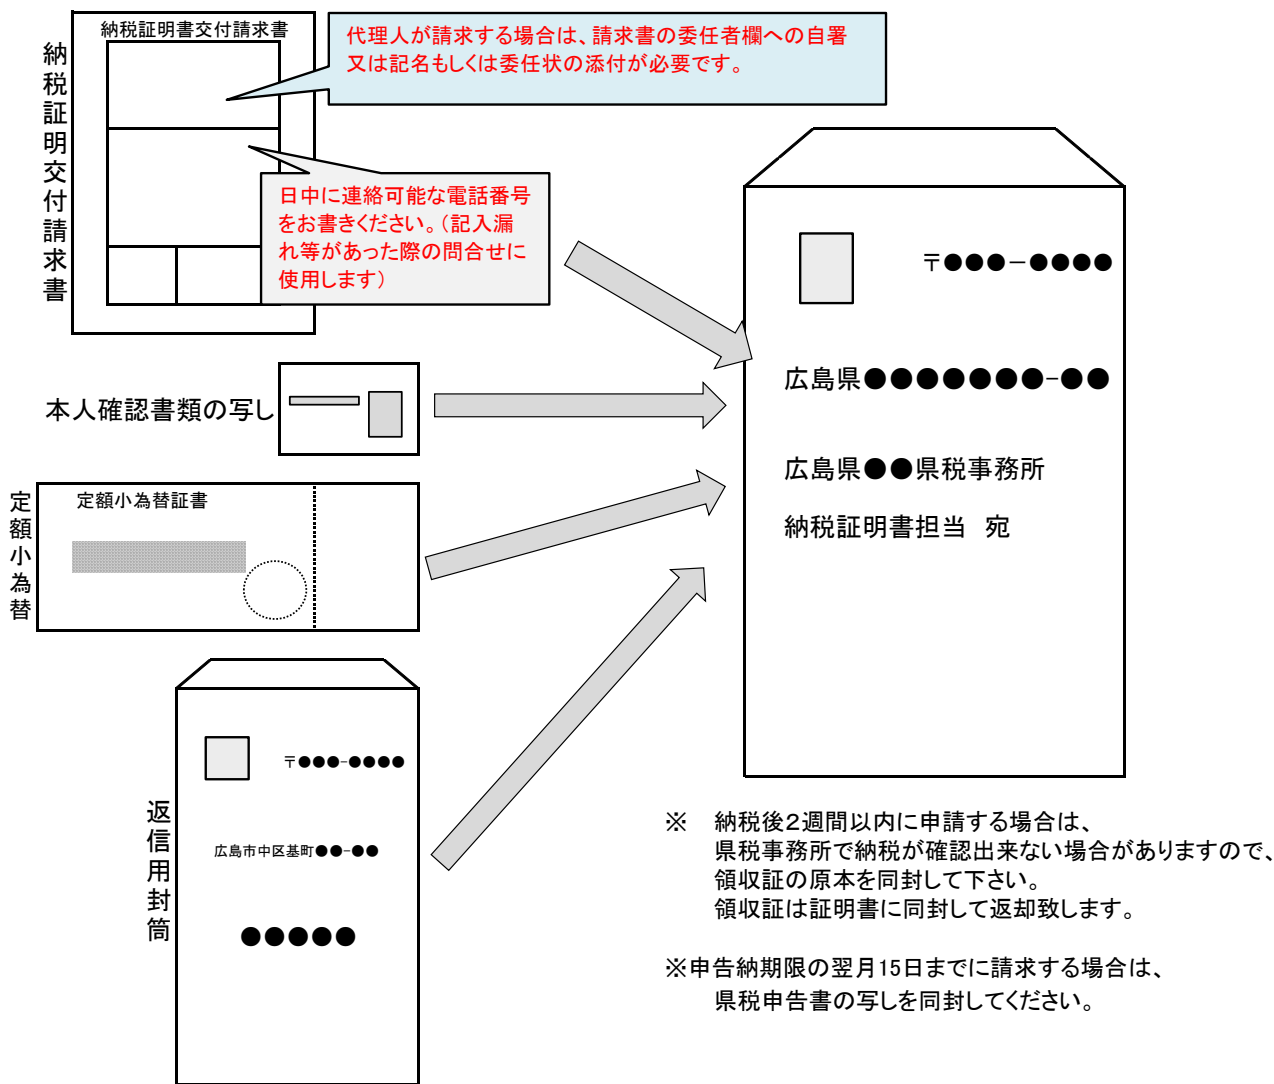 納税証明交付請求書
納税証明書交付請求書
代理人が請求する場合は、請求書の委任者欄への自署
又は記名もしくは委任状の添付が必要です。
日中に連絡可能な電話番号
をお書きください。（記入漏
れ等があった際の問合せに
使用します）
本人確認書類の写し
定額小為替
定額小為替証書
返信用封筒
〒●●●-●●●●
広島市中区基町●●-●●
●●●●●
〒●●●－●●●●
広島県●●●●●●●-●●
広島県●●県税事務所
納税証明書担当　宛
※　納税後２週間以内に申請する場合は、
県税事務所で納税が確認出来ない場合がありますので、
領収証の原本を同封して下さい。
領収証は証明書に同封して返却致します。
※申告納期限の翌月15日までに請求する場合は、
県税申告書の写しを同封してください。